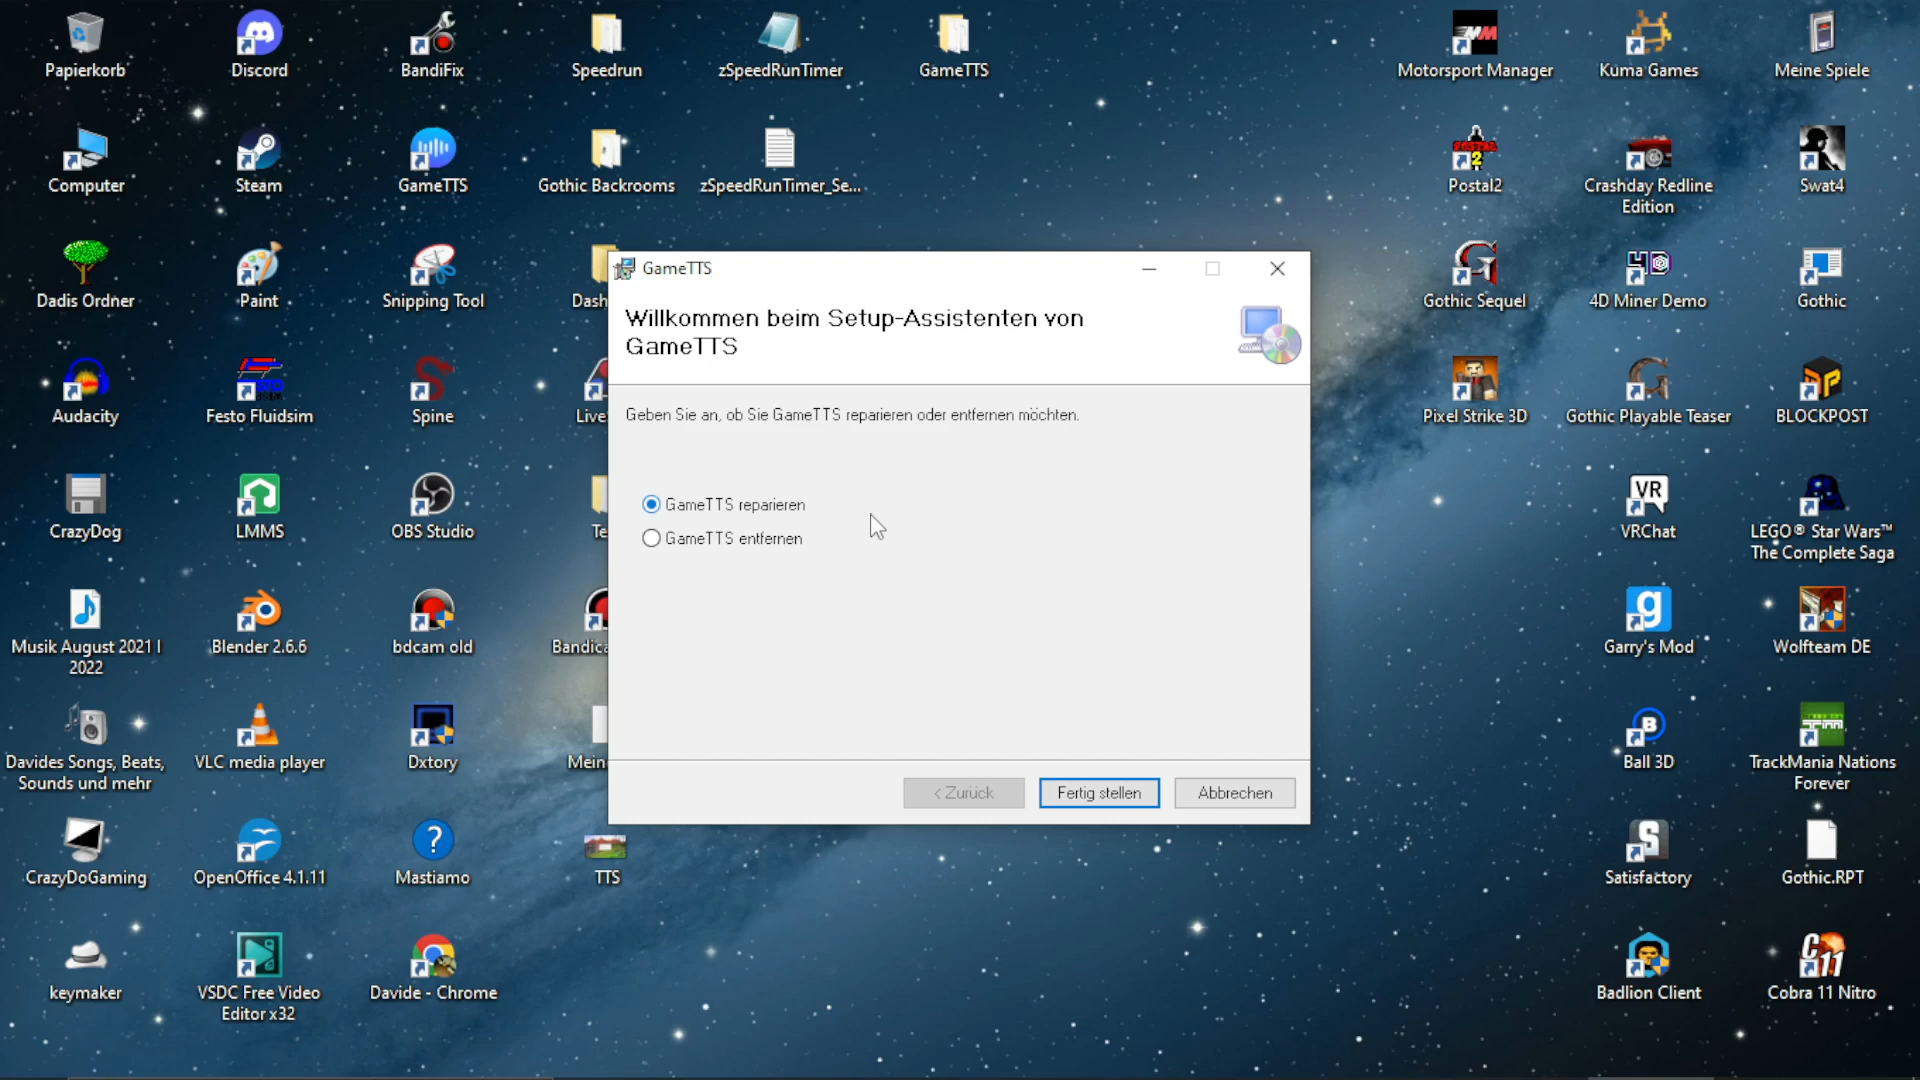 Papierkorb
Discord
BandiFix
Speedrun
zSpeedRunTimer
GameTTS
Motorsport Manager
Kuma Games
Meine Spiele
Computer
Steam
GameTTS
Gothic Backrooms
zSpeedRunTimer_Se...
Postal2
Crashday Redline
Edition
Swat4
Dadis Ordner
Paint
Snipping Tool
Dash
Gothic Sequel
4D Miner Demo
Gothic
Audacity
Festo Fluidsim
Spine
Live
Pixel Strike 3D
Gothic Playable Teaser
BLOCKPOST
CrazyDog
LMMS
OBS Studio
Te
VRChat
LEGO® Star Wars™
The Complete Saga
Musik August 2021 |
2022
Blender 2.6.6
bdcam old
Bandica
Garry's Mod
Wolfteam DE
Davides Songs, Beats,
Sounds und mehr
VLC media player
Dxtory
Mein
Ball 3D
TrackMania Nations
Forever
CrazyDoGaming
OpenOffice 4.1.11
Mastiamo
TTS
Satisfactory
Gothic.RPT
keymaker
VSDC Free Video
Editor x32
Davide - Chrome
Badlion Client
Cobra 11 Nitro
GameTTS
Willkommen beim Setup-Assistenten von
GameTTS
Geben Sie an, ob Sie GameTTS reparieren oder entfernen möchten.
GameTTS reparieren
GameTTS entfernen
< Zurück
Fertig stellen
Abbrechen